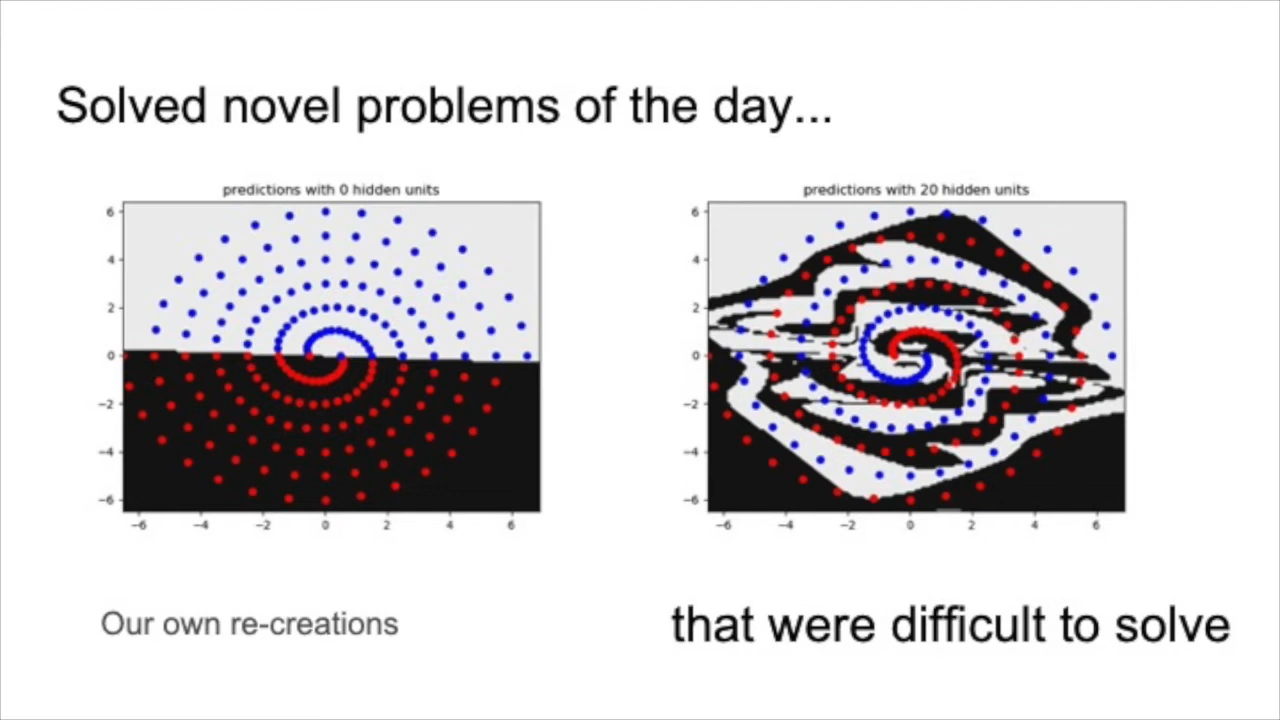 Solved novel problems of the day...
predictions with 0 hidden units
6
4
2
0
−2
−4
−6
−6 −4 −2 0 2 4 6
predictions with 20 hidden units
6
4
2
0
−2
−4
−6
−6 −4 −2 0 2 4 6
Our own re-creations
that were difficult to solve